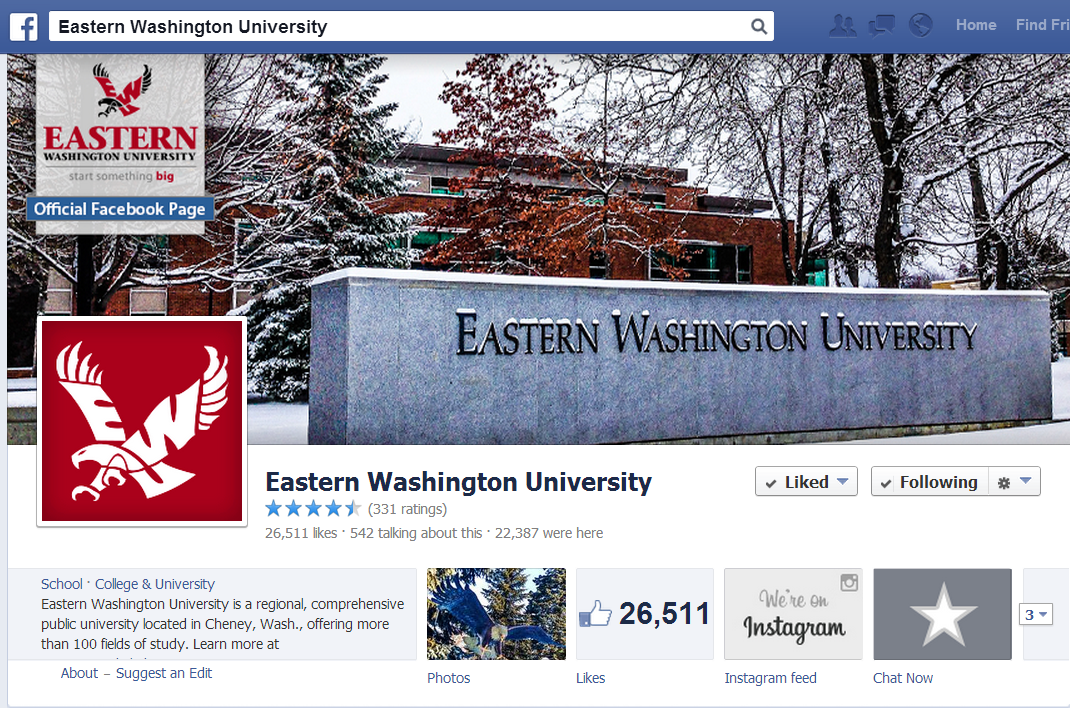 Eastern Washington University
Home
Find Fri
EASTERN
WASHINGTON UNIVERSITY
start something big
Official Facebook Page
EASTERN WASHINGTON UNIVERSITY
EWU
Eastern Washington University
Liked
Following
(331 ratings)
26,511 likes · 542 talking about this · 22,387 were here
School · College & University
Eastern Washington University is a regional, comprehensive
public university located in Cheney, Wash., offering more
than 100 fields of study. Learn more at
About – Suggest an Edit
26,511
We're on
Instagram
3
Photos
Likes
Instagram feed
Chat Now